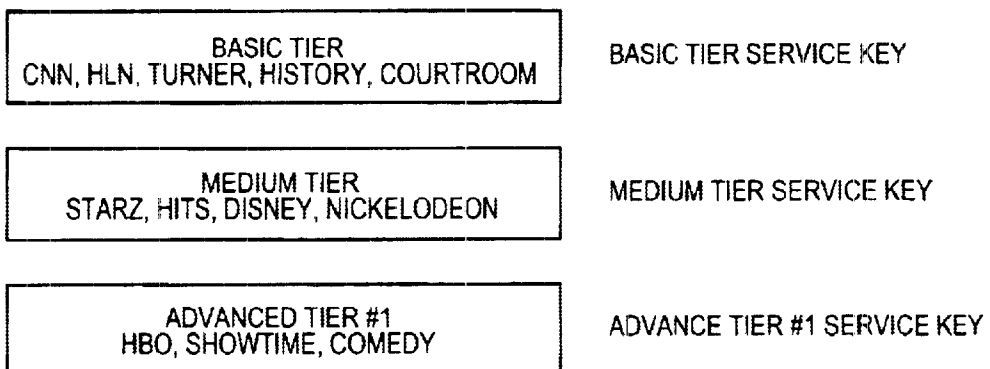 BASIC TIER
CNN, HLN, TURNER, HISTORY, COURTROOM
BASIC TIER SERVICE KEY
MEDIUM TIER
STARZ, HITS, DISNEY, NICKELODEON
MEDIUM TIER SERVICE KEY
ADVANCED TIER #1
HBO, SHOWTIME, COMEDY
ADVANCE TIER #1 SERVICE KEY